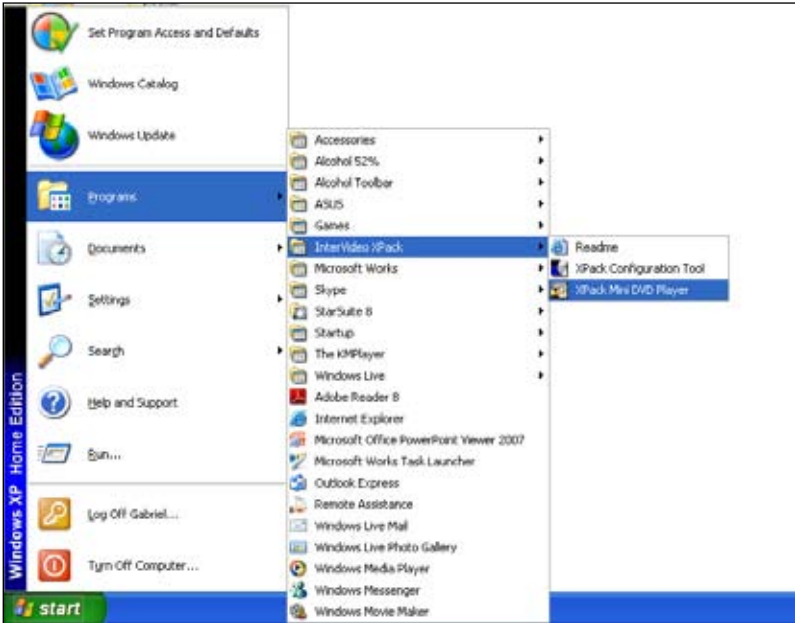 Set Program Access and Defaults
Windows Catalog
Windows Update
Programs
Documents
Settings
Search
Help and Support
Run...
Log Off Gabriel...
Turn Off Computer...
Windows XP Home Edition
start
Accessories
Alcohol 52%
Alcohol Toolbar
ASUS
Games
InterVideo XPack
Microsoft Works
Skype
StarSuite 8
Startup
The KMPlayer
Windows Live
Adobe Reader 8
Internet Explorer
Microsoft Office PowerPoint Viewer 2007
Microsoft Works Task Launcher
Outlook Express
Remote Assistance
Windows Live Mail
Windows Live Photo Gallery
Windows Media Player
Windows Messenger
Windows Movie Maker
Readme
XPack Configuration Tool
XPack Mini DVD Player